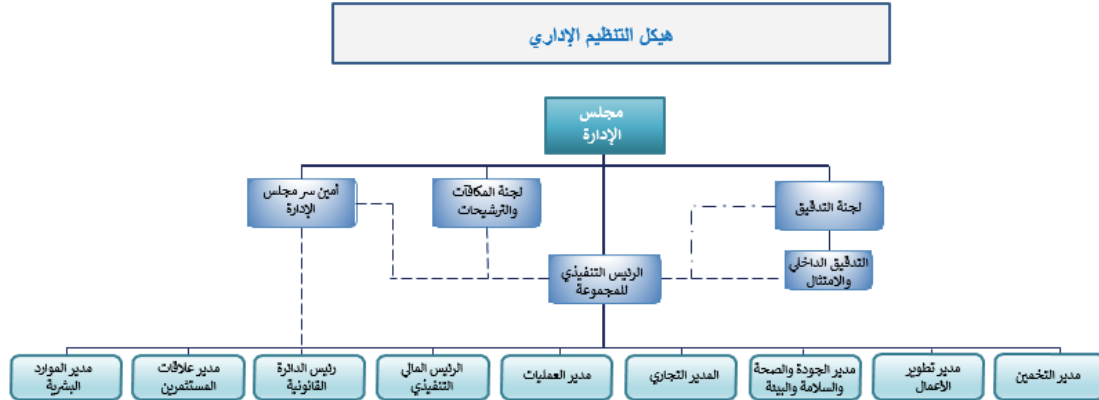 هيكل التنظيم الإداري
مجلس
الإدارة
لجنة التدقيق
لجنة المكافآت
والترشيحات
أمين سر مجلس
الإدارة
التدقيق الداخلي
والامتثال
الرئيس التنفيذي
للمجموعة
مدير التخمين
مدير تطوير
الأعمال
مدير الجودة والصحة
والسلامة والبيئة
المدير التجاري
مدير العمليات
الرئيس المالي
التنفيذي
رئيس الدائرة
القانونية
مدير علاقات
المستثمرين
مدير الموارد
البشرية